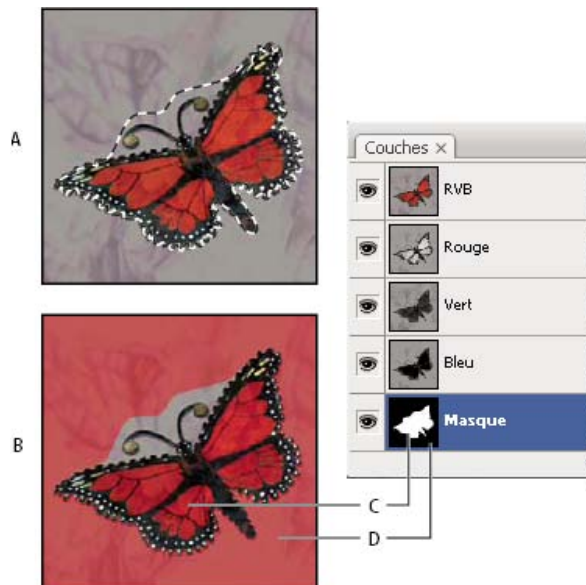 A
Couches ×
RVB
Rouge
Vert
Bleu
Masque
B
C
D